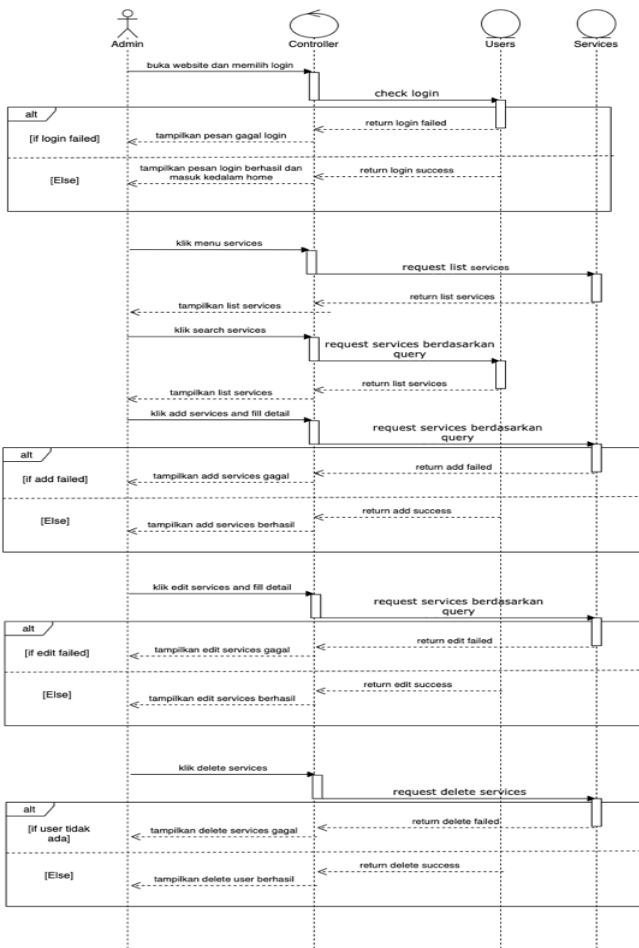 Admin
Controller
Users
Services
buka website dan memilih login
check login
alt
return login failed
[if login failed]
tampilkan pesan gagal login
tampilkan pesan login berhasil dan
masuk kedalam home
return login success
[Else]
klik menu services
request list services
return list services
tampilkan list services
klik search services
request services berdasarkan
query
return list services
tampilkan list services
klik add services and fill detail
request services berdasarkan
query
alt
return add failed
[if add failed]
tampilkan add services gagal
return add success
[Else]
tampilkan add services berhasil
klik edit services and fill detail
request services berdasarkan
query
alt
return edit failed
[if edit failed]
tampilkan edit services gagal
return edit success
[Else]
tampilkan edit services berhasil
klik delete services
request delete services
alt
return delete failed
[if user tidak
ada]
tampilkan delete services gagal
return delete success
[Else]
tampilkan delete user berhasil